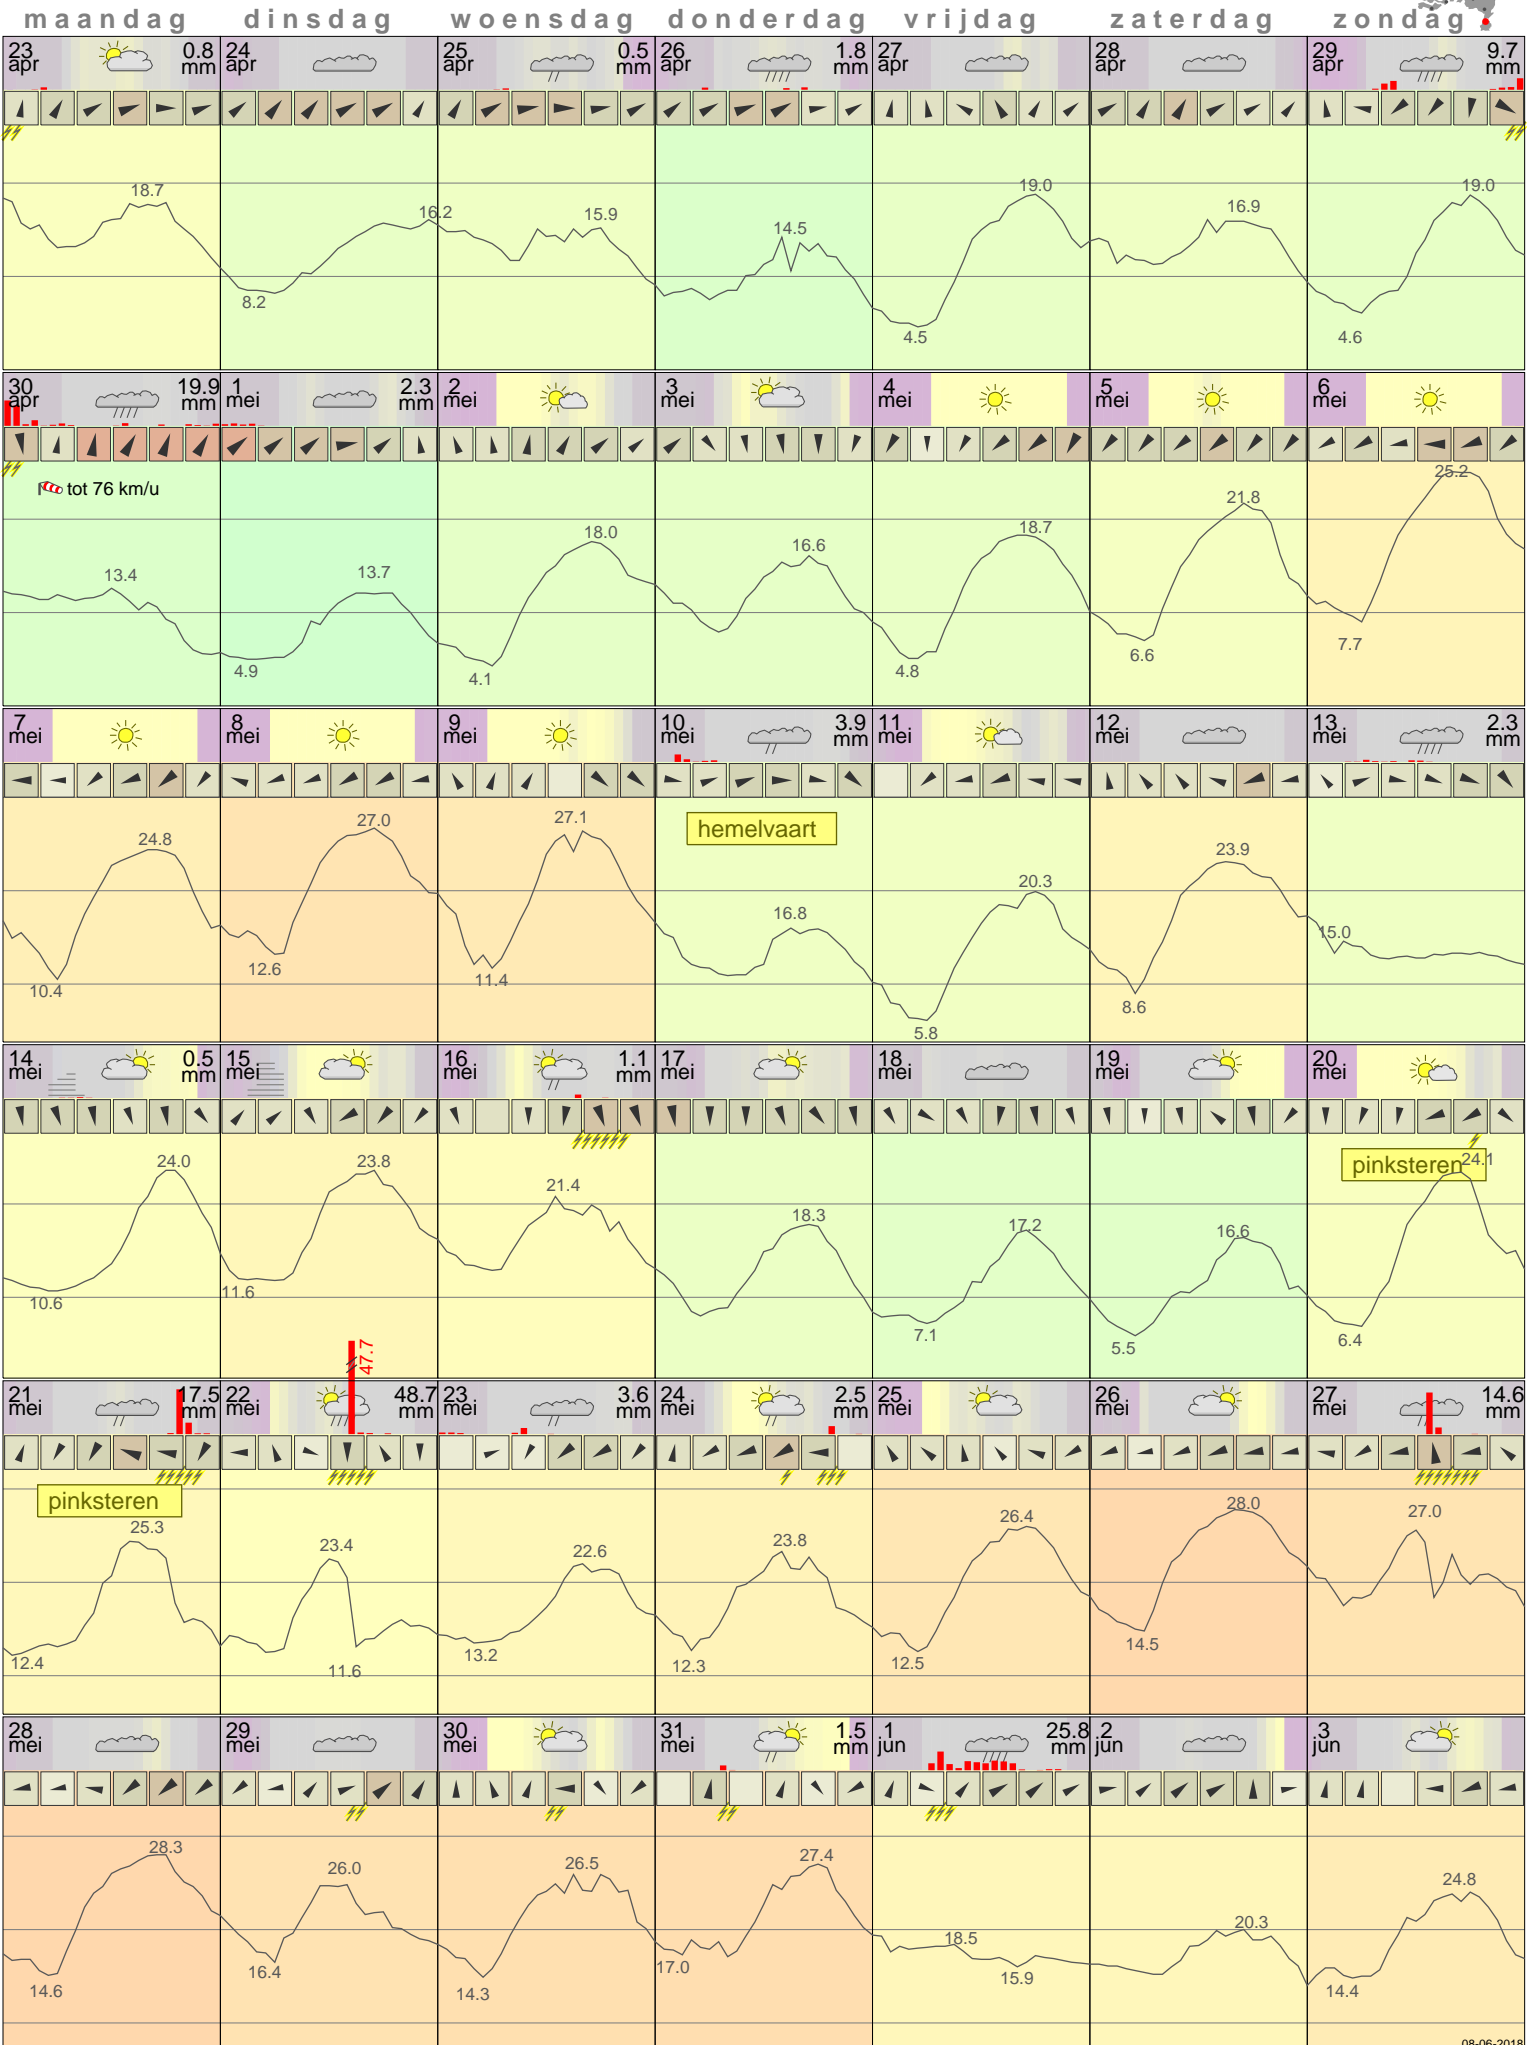 maandag dinsdag woensdag donderdag vrijdag zaterdag zondag
23 apr 0.8 mm 24 apr 25 apr 0.5 mm 26 apr 1.8 mm 27 apr 28 apr 29 apr 9.7 mm
18.7 8.2 16.2 15.9 14.5 4.5 19.0 16.9 4.6 19.0
30 apr 19.9 mm 1 mei 2.3 mm 2 mei 3 mei 4 mei 5 mei 6 mei
tot 76 km/u
13.4 4.9 13.7 4.1 18.0 16.6 4.8 18.7 6.6 21.8 7.7 25.2
7 mei 8 mei 9 mei 10 mei 3.9 mm 11 mei 12 mei 13 mei 2.3 mm
hemelvaart
10.4 24.8 12.6 27.0 11.4 27.1 16.8 5.8 20.3 8.6 23.9 15.0
14 mei 0.5 mm 15 mei 16 mei 1.1 mm 17 mei 18 mei 19 mei 20 mei
pinksteren
10.6 24.0 11.6 23.8 21.4 18.3 7.1 17.2 5.5 16.6 6.4 24.1
47.7
21 mei 17.5 mm 22 mei 48.7 mm 23 mei 3.6 mm 24 mei 2.5 mm 25 mei 26 mei 27 mei 14.6 mm
pinksteren
12.4 25.3 23.4 11.6 13.2 22.6 12.3 23.8 12.5 26.4 14.5 28.0 27.0
28 mei 29 mei 30 mei 31 mei 1.5 mm 1 jun 25.8 mm 2 jun 3 jun
14.6 28.3 16.4 26.0 14.3 26.5 17.0 27.4 18.5 15.9 20.3 14.4 24.8
08-06-2018